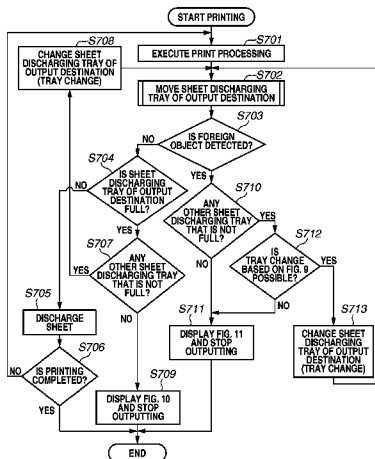 START PRINTING
S701
EXECUTE PRINT PROCESSING
S708
CHANGE SHEET
DISCHARGING TRAY OF
OUTPUT DESTINATION
(TRAY CHANGE)
S702
MOVE SHEET DISCHARGING
TRAY OF OUTPUT DESTINATION
S703
IS FOREIGN
OBJECT DETECTED?
NO
YES
S704
IS SHEET
DISCHARGING
TRAY OF OUTPUT
DESTINATION
FULL?
NO
YES
S710
ANY
OTHER SHEET
DISCHARGING TRAY
THAT IS NOT
FULL?
YES
NO
S707
ANY
OTHER SHEET
DISCHARGING TRAY
THAT IS NOT
FULL?
YES
NO
S712
IS
TRAY CHANGE
BASED ON FIG. 9
POSSIBLE?
YES
NO
S705
DISCHARGE
SHEET
S711
DISPLAY FIG. 11
AND STOP
OUTPUTTING
S713
CHANGE SHEET
DISCHARGING TRAY
OF OUTPUT
DESTINATION
(TRAY CHANGE)
S706
IS PRINTING
COMPLETED?
NO
YES
S709
DISPLAY FIG. 10
AND STOP
OUTPUTTING
END